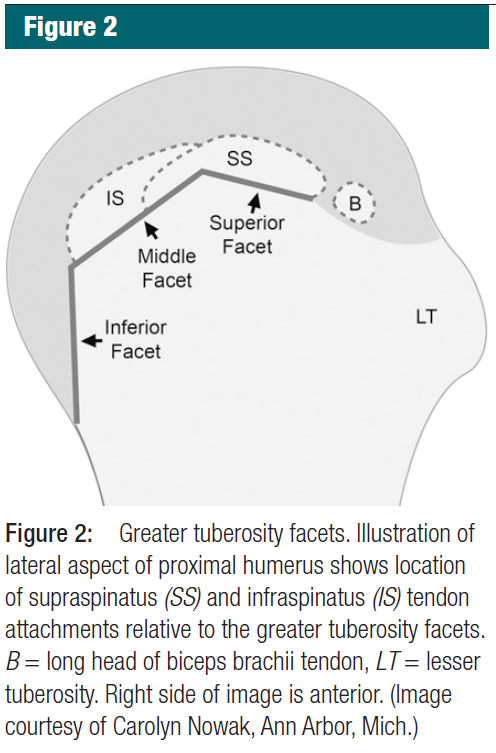 Figure 2
SS
IS
B
Superior
Facet
Middle
Facet
LT
Inferior
Facet
Figure 2: Greater tuberosity facets. Illustration of
lateral aspect of proximal humerus shows location
of supraspinatus (SS) and infraspinatus (IS) tendon
attachments relative to the greater tuberosity facets.
B = long head of biceps brachii tendon, LT = lesser
tuberosity. Right side of image is anterior. (Image
courtesy of Carolyn Nowak, Ann Arbor, Mich.)